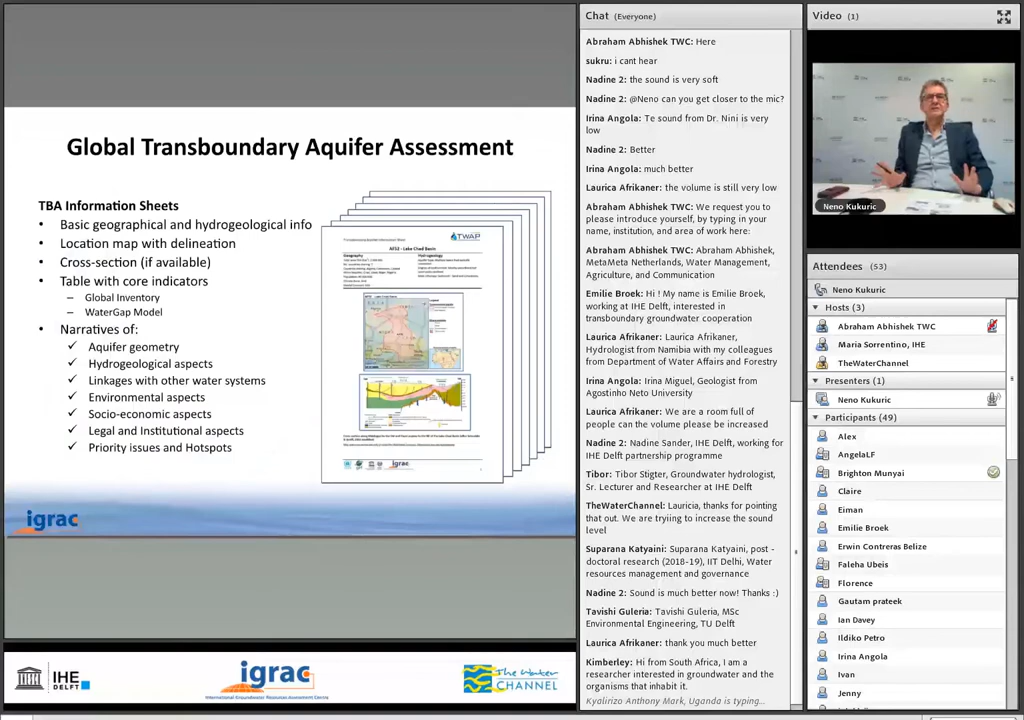 Global Transboundary Aquifer Assessment
TBA Information Sheets
• Basic geographical and hydrogeological info
• Location map with delineation
• Cross-section (if available)
• Table with core indicators
– Global Inventory
– WaterGap Model
• Narratives of:
✓ Aquifer geometry
✓ Hydrogeological aspects
✓ Linkages with other water systems
✓ Environmental aspects
✓ Socio-economic aspects
✓ Legal and Institutional aspects
✓ Priority issues and Hotspots
TWAP
Geography
Hydrogeology
igrac
igrac
IHE
DELFT
igrac
International Groundwater Resources Assessment Centre
The Water
CHANNEL
Chat (Everyone)
Abraham Abhishek TWC: Here
sukru: i cant hear
Nadine 2: the sound is very soft
Nadine 2: @Neno can you get closer to the mic?
Irina Angola: Te sound from Dr. Nini is very
low
Nadine 2: Better
Irina Angola: much better
Laurica Afrikaner: the volume is still very low
Abraham Abhishek TWC: We request you to
please introduce yourself, by typing in your
name, institution, and area of work here:
Abraham Abhishek TWC: Abraham Abhishek,
MetaMeta Netherlands, Water Management,
Agriculture, and Communication
Emilie Broek: Hi ! My name is Emilie Broek,
working at IHE Delft, interested in
transboundary groundwater cooperation
Laurica Afrikaner: Laurica Afrikaner,
Hydrologist from Namibia with my colleagues
from Department of Water Affairs and Forestry
Irina Angola: Irina Miguel, Geologist from
Agostinho Neto University
Laurica Afrikaner: We are a room full of
people can the volume please be increased
Nadine 2: Nadine Sander, IHE Delft, working for
IHE Delft partnership programme
Tibor: Tibor Stigter, Groundwater hydrologist,
Sr. Lecturer and Researcher at IHE Delft
TheWaterChannel: Lauricia, thanks for pointing
that out. We are tryiing to increase the sound
level
Suparana Katyaini: Suparana Katyaini, post -
doctoral research (2018-19), IIT Delhi, Water
resources management and governance
Nadine 2: Sound is much better now! Thanks :)
Tavishi Guleria: Tavishi Guleria, MSc
Environmental Engineering, TU Delft
Laurica Afrikaner: thank you much better
Kimberley: Hi from South Africa, I am a
researcher interested in groundwater and the
organisms that inhabit it.
Kyalirizo Anthony Mark, Uganda is typing...
Video (1)
Neno Kukuric
Attendees (53)
Neno Kukuric
Hosts (3)
Abraham Abhishek TWC
Maria Sorrentino, IHE
TheWaterChannel
Presenters (1)
Neno Kukuric
Participants (49)
Alex
AngelaLF
Brighton Munyai
Claire
Eiman
Emilie Broek
Erwin Contreras Belize
Faleha Ubeis
Florence
Gautam prateek
Ian Davey
Ildiko Petro
Irina Angola
Ivan
Jenny